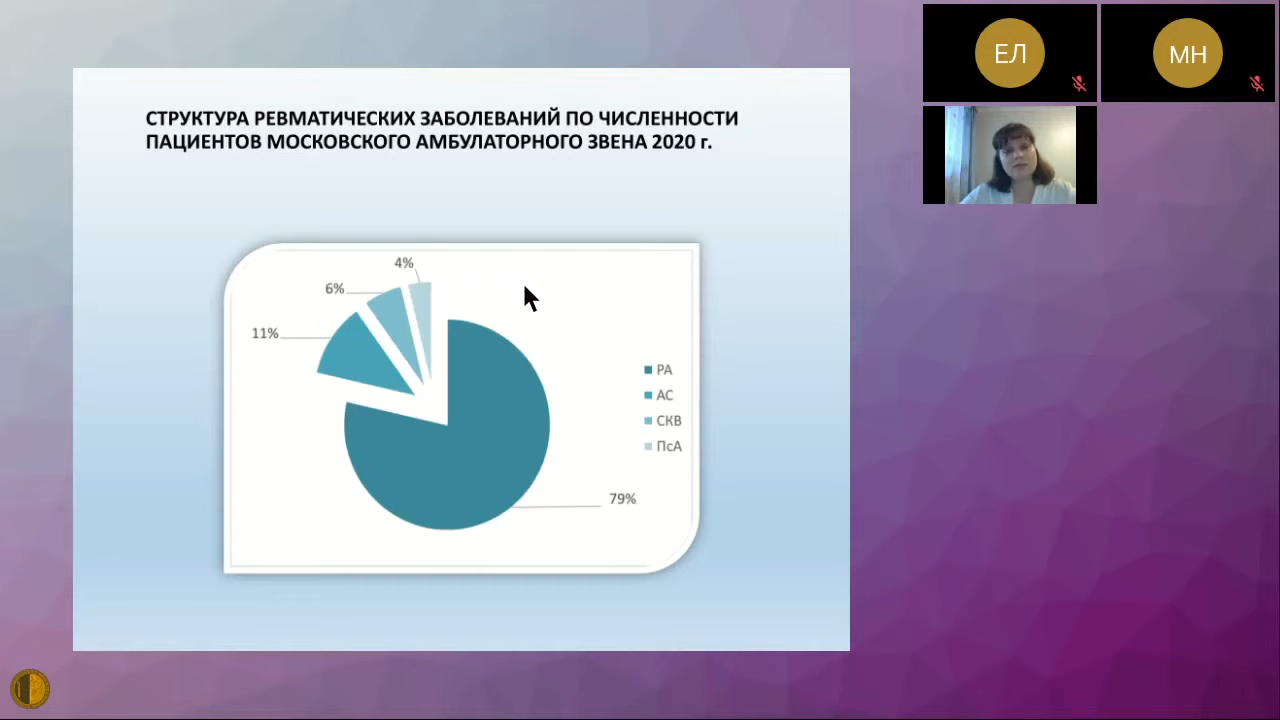 СТРУКТУРА РЕВМАТИЧЕСКИХ ЗАБОЛЕВАНИЙ ПО ЧИСЛЕННОСТИ
ПАЦИЕНТОВ МОСКОВСКОГО АМБУЛАТОРНОГО ЗВЕНА 2020 г.
4%
6%
11%
79%
РА
АС
СКВ
ПсА
ЕЛ
МН